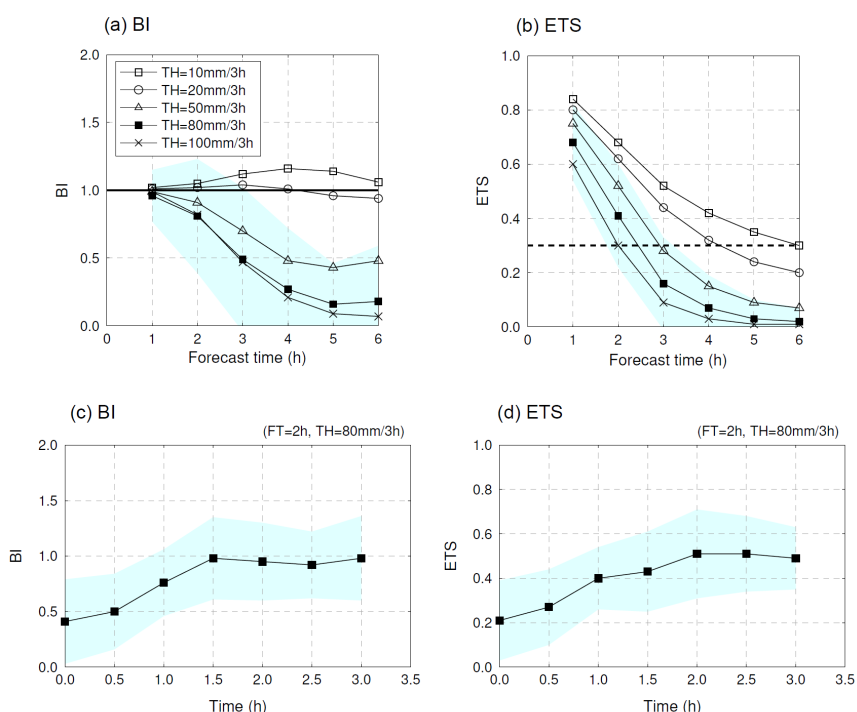 (a) BI
2.0
1.5
1.0
0.5
0.0
BI
TH=10mm/3h
TH=20mm/3h
TH=50mm/3h
TH=80mm/3h
TH=100mm/3h
0 1 2 3 4 5 6
Forecast time (h)
(b) ETS
1.0
0.8
0.6
0.4
0.2
0.0
ETS
0 1 2 3 4 5 6
Forecast time (h)
(c) BI
(FT=2h, TH=80mm/3h)
2.0
1.5
1.0
0.5
0.0
BI
0.0 0.5 1.0 1.5 2.0 2.5 3.0 3.5
Time (h)
(d) ETS
(FT=2h, TH=80mm/3h)
1.0
0.8
0.6
0.4
0.2
0.0
ETS
0.0 0.5 1.0 1.5 2.0 2.5 3.0 3.5
Time (h)